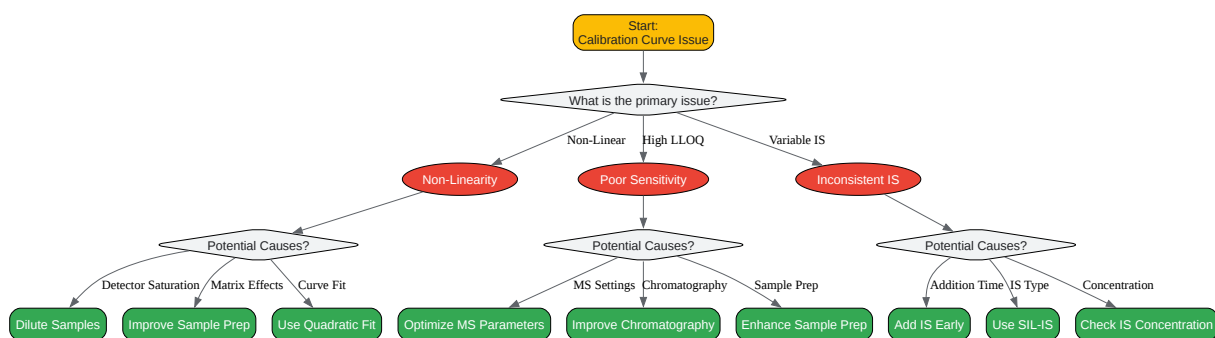 Start:
Calibration Curve Issue
What is the primary issue?
Non-Linear
High LLOQ
Variable IS
Non-Linearity
Poor Sensitivity
Inconsistent IS
Potential Causes?
Potential Causes?
Potential Causes?
Detector Saturation
Matrix Effects
Curve Fit
MS Settings
Chromatography
Sample Prep
Addition Time
IS Type
Concentration
Dilute Samples
Improve Sample Prep
Use Quadratic Fit
Optimize MS Parameters
Improve Chromatography
Enhance Sample Prep
Add IS Early
Use SIL-IS
Check IS Concentration